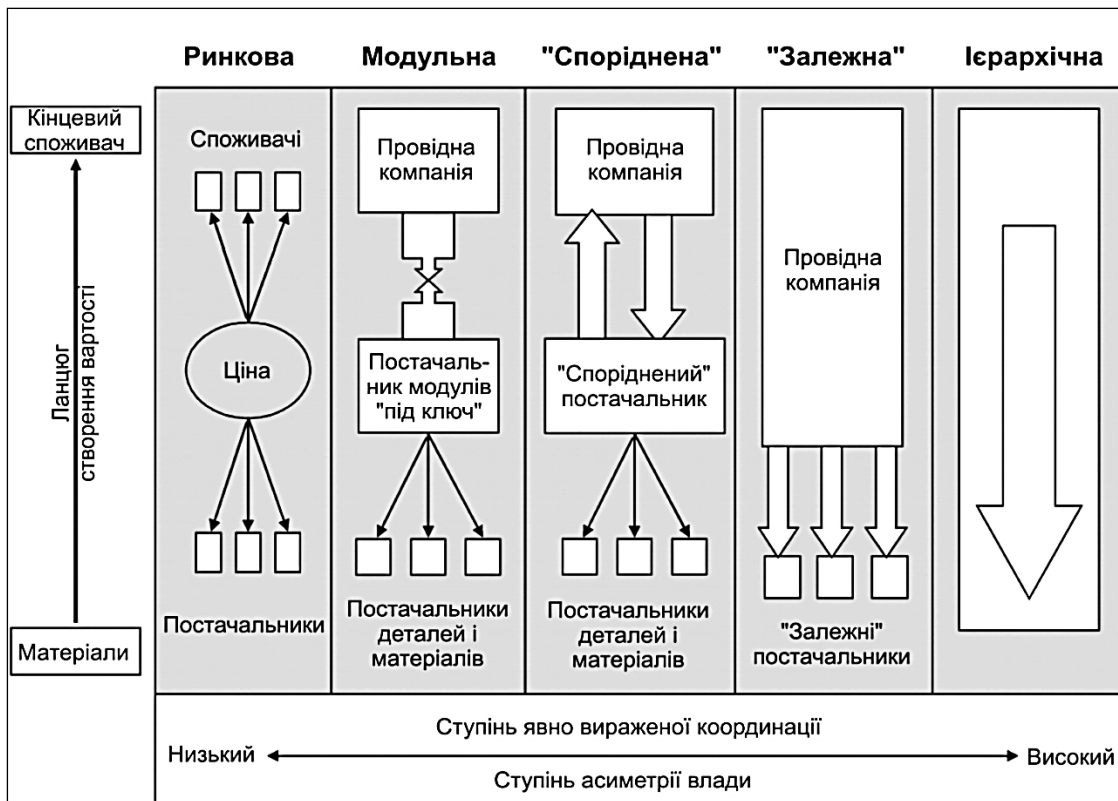 Ринкова
Модульна
"Споріднена"
"Залежна"
Ієрархічна
Кінцевий
споживач
Ланцюг
створення вартості
Матеріали
Споживачі
Ціна
Постачальники
Провідна
компанія
Постачаль-
ник модулів
"під ключ"
Постачальники
деталей і
матеріалів
Провідна
компанія
"Споріднений"
постачальник
Постачальники
деталей і
матеріалів
Провідна
компанія
"Залежні"
постачальники
Ступінь явно вираженої координації
Низький
Високий
Ступінь асиметрії влади